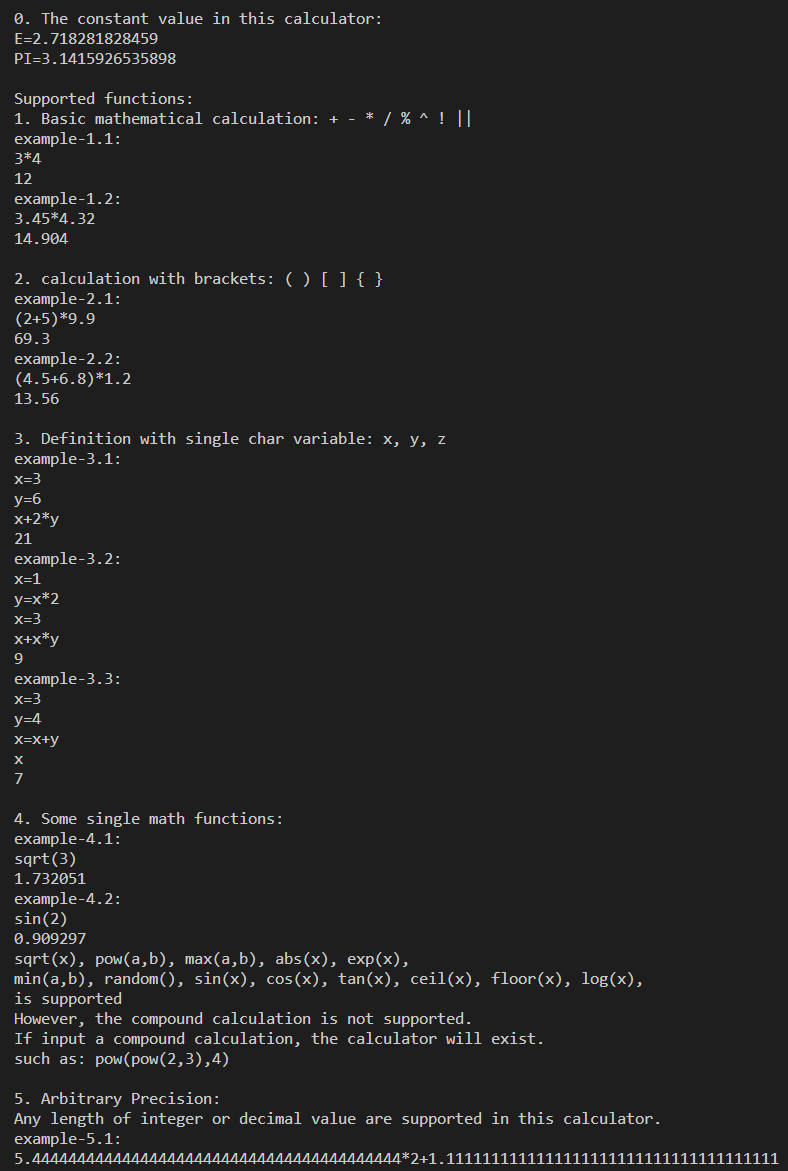 0. The constant value in this calculator:
E=2.718281828459
PI=3.1415926535898
Supported functions:
1. Basic mathematical calculation: + - * / % ^ ! ||
example-1.1:
3*4
12
example-1.2:
3.45*4.32
14.904
2. calculation with brackets: ( ) [ ] { }
example-2.1:
(2+5)*9.9
69.3
example-2.2:
(4.5+6.8)*1.2
13.56
3. Definition with single char variable: x, y, z
example-3.1:
x=3
y=6
x+2*y
21
example-3.2:
x=1
y=x*2
x=3
x+x*y
9
example-3.3:
x=3
y=4
x=x+y
x
7
4. Some single math functions:
example-4.1:
sqrt(3)
1.732051
example-4.2:
sin(2)
0.909297
sqrt(x), pow(a,b), max(a,b), abs(x), exp(x),
min(a,b), random(), sin(x), cos(x), tan(x), ceil(x), floor(x), log(x),
is supported
However, the compound calculation is not supported.
If input a compound calculation, the calculator will exist.
such as: pow(pow(2,3),4)
5. Arbitrary Precision:
Any length of integer or decimal value are supported in this calculator.
example-5.1:
5.44444444444444444444444444444444444444444*2+1.1111111111111111111111111111111111111